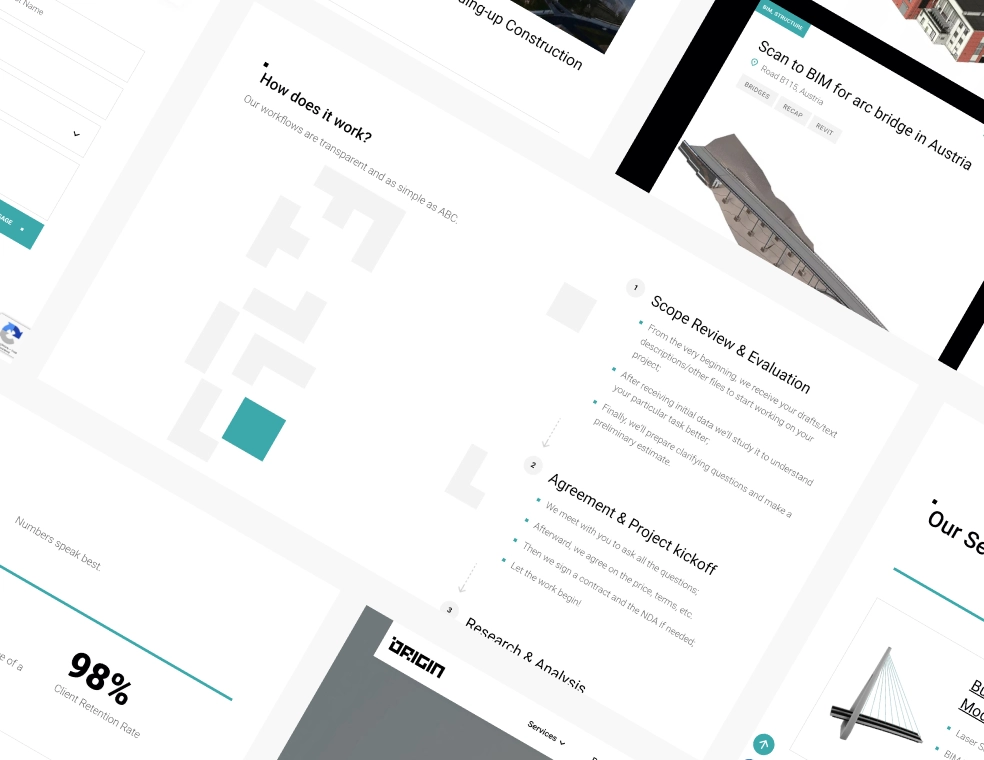 Last Name
ding-up Construction
BIM, STRUCTURE
Scan to BIM for arc bridge in Austria
Road B115, Austria
BRIDGES
RECAP
REVIT
How does it work?
Our workflows are transparent and as simple as ABC.
1
Scope Review & Evaluation
From the very beginning, we receive your drafts/text
descriptions/other files to start working on your
project;
After receiving initial data we'll study it to understand
your particular task better;
Finally, we'll prepare clarifying questions and make a
preliminary estimate.
2
Agreement & Project kickoff
We meet with you to ask all the questions;
Afterward, we agree on the price, terms, etc.
Then we sign a contract and the NDA if needed;
Let the work begin!
3
Research & Analysis
Numbers speak best.
98%
Client Retention Rate
ORIGIN
Services
Our Se
Laser S
BIM